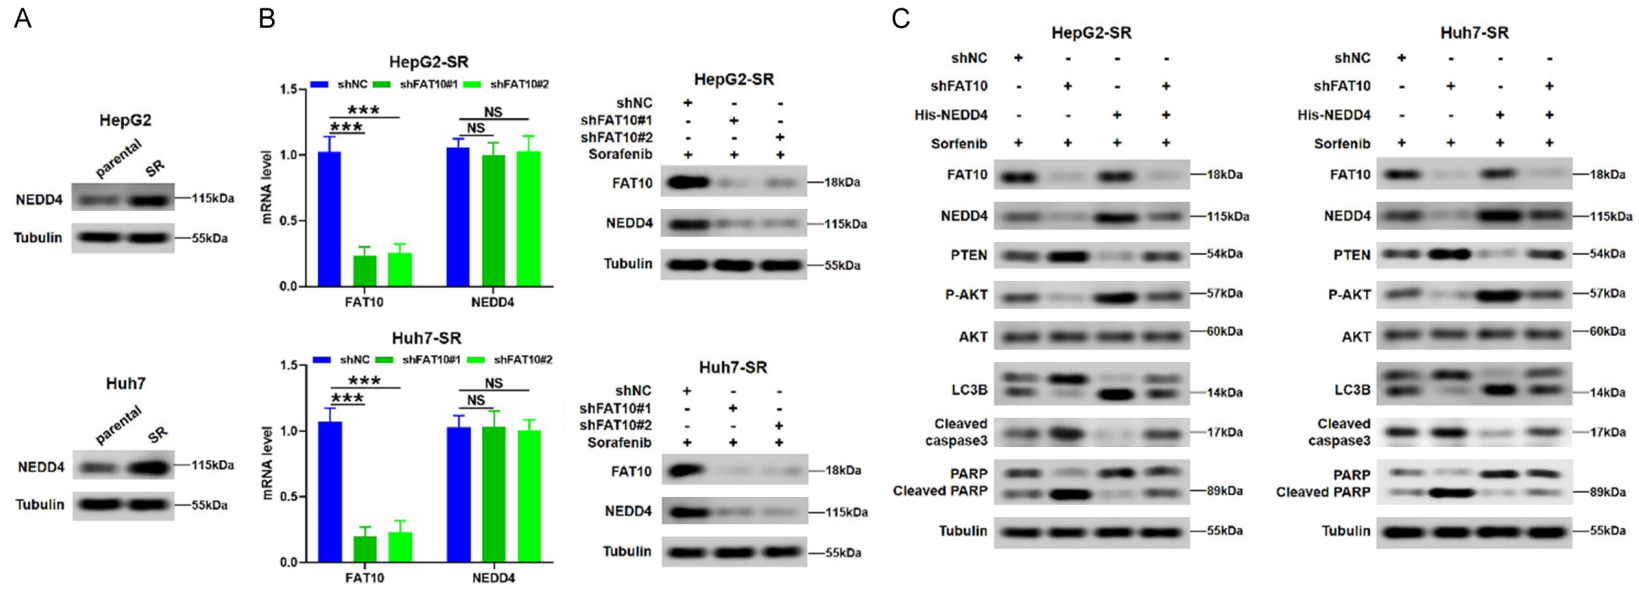 A
HepG2
parental SR
NEDD4 115kDa
Tubulin 55kDa
Huh7
parental SR
NEDD4 115kDa
Tubulin 55kDa
B
HepG2-SR
shNC shFAT10#1 shFAT10#2
mRNA level
1.5
1.0
0.5
0.0
*** *** NS NS
FAT10 NEDD4
HepG2-SR
shNC + - -
shFAT10#1 - + -
shFAT10#2 - - +
Sorafenib + + +
FAT10 18kDa
NEDD4 115kDa
Tubulin 55kDa
Huh7-SR
shNC shFAT10#1 shFAT10#2
mRNA level
1.5
1.0
0.5
0.0
*** *** NS NS
FAT10 NEDD4
Huh7-SR
shNC + - -
shFAT10#1 - + -
shFAT10#2 - - +
Sorafenib + + +
FAT10 18kDa
NEDD4 115kDa
Tubulin 55kDa
C
HepG2-SR
shNC + - - -
shFAT10 - + - +
His-NEDD4 - - + +
Sorfenib + + + +
FAT10 18kDa
NEDD4 115kDa
PTEN 54kDa
P-AKT 57kDa
AKT 60kDa
LC3B 14kDa
Cleaved
caspase3 17kDa
PARP
Cleaved PARP 89kDa
Tubulin 55kDa
Huh7-SR
shNC + - - -
shFAT10 - + - +
His-NEDD4 - - + +
Sorfenib + + + +
FAT10 18kDa
NEDD4 115kDa
PTEN 54kDa
P-AKT 57kDa
AKT 60kDa
LC3B 14kDa
Cleaved
caspase3 17kDa
PARP
Cleaved PARP 89kDa
Tubulin 55kDa